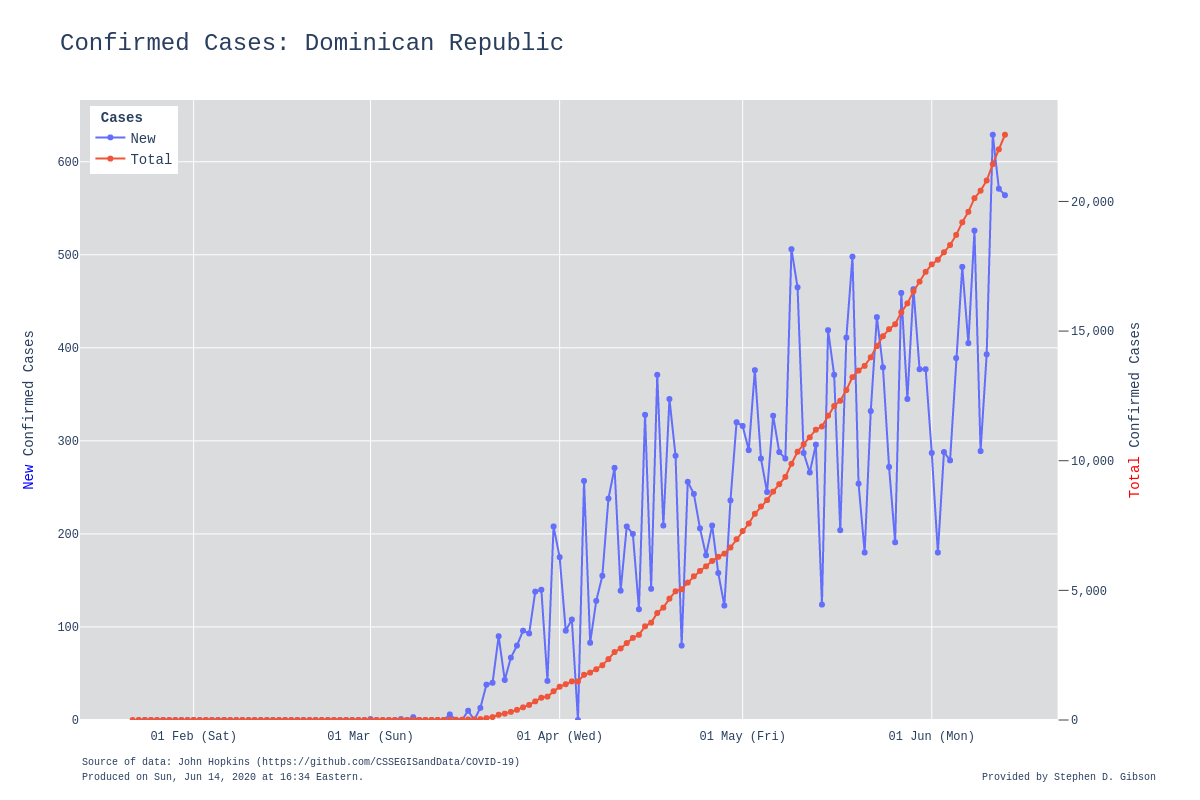 Confirmed Cases: Dominican Republic
Cases
New
Total
600
500
400
300
200
100
0
New Confirmed Cases
20,000
15,000
10,000
5,000
0
Total Confirmed Cases
01 Feb (Sat)
01 Mar (Sun)
01 Apr (Wed)
01 May (Fri)
01 Jun (Mon)
Source of data: John Hopkins (https://github.com/CSSEGISandData/COVID-19)
Produced on Sun, Jun 14, 2020 at 16:34 Eastern.
Provided by Stephen D. Gibson